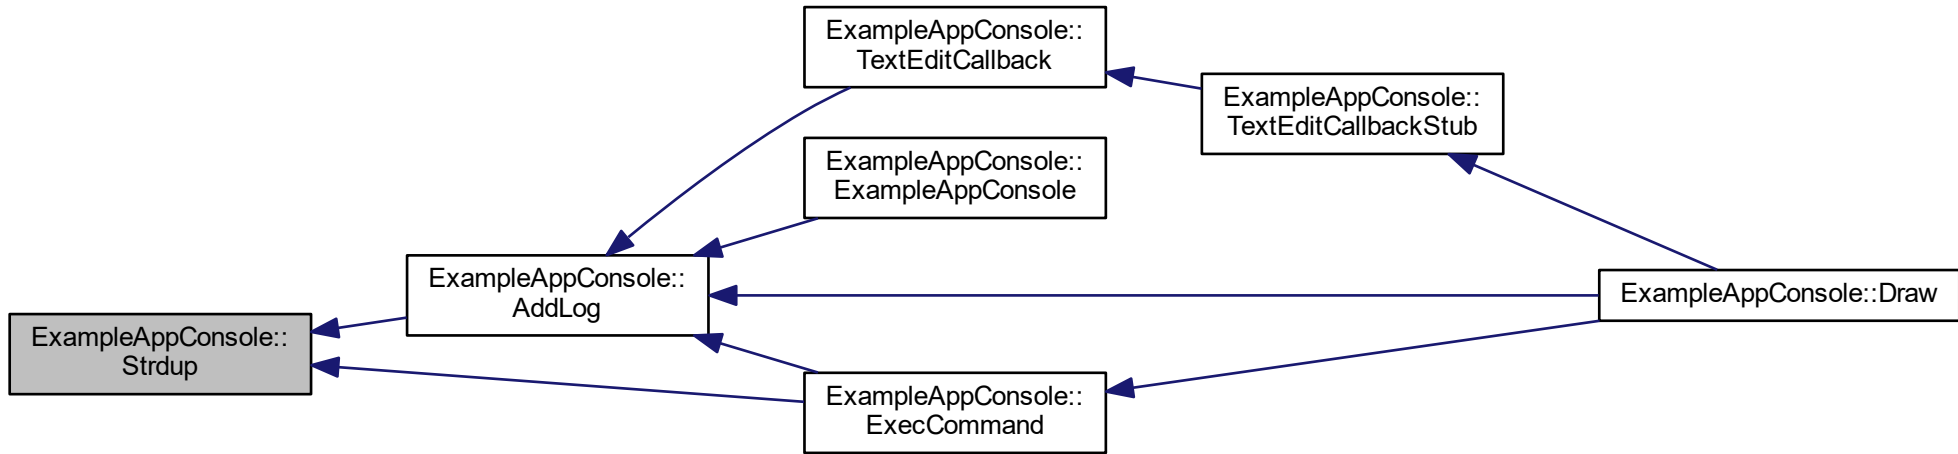 ExampleAppConsole::
Strdup
ExampleAppConsole::
AddLog
ExampleAppConsole::
TextEditCallback
ExampleAppConsole::
ExampleAppConsole
ExampleAppConsole::
ExecCommand
ExampleAppConsole::
TextEditCallbackStub
ExampleAppConsole::Draw